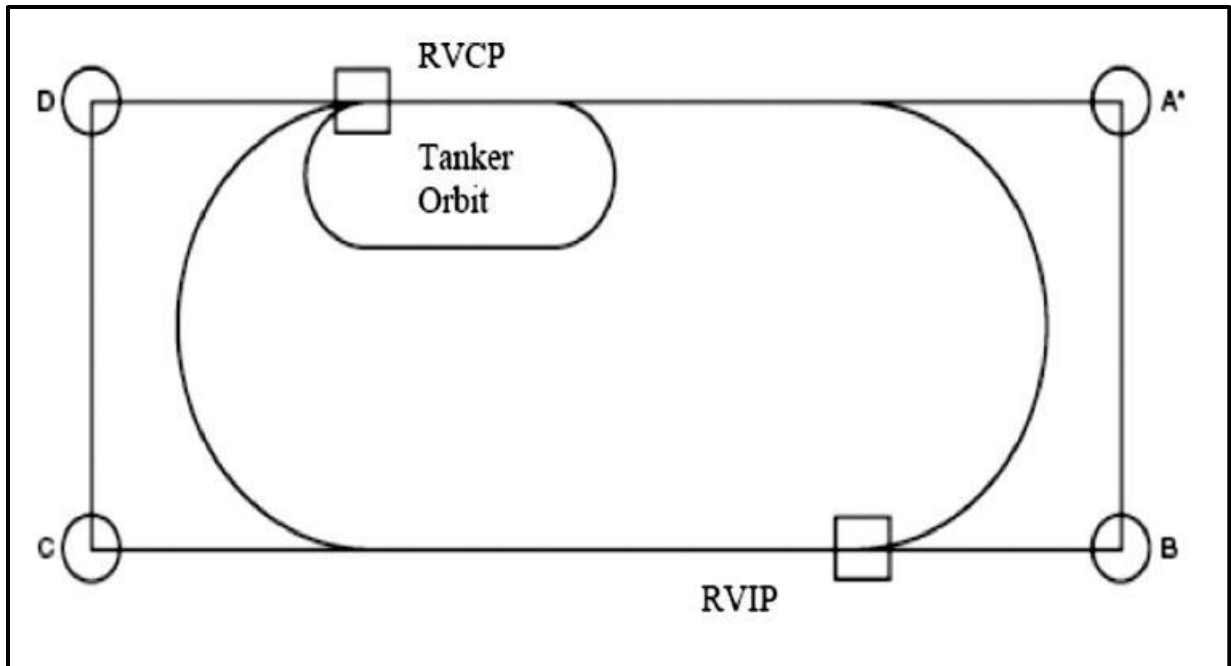 RVCP
D
A*
Tanker
Orbit
C
B
RVIP